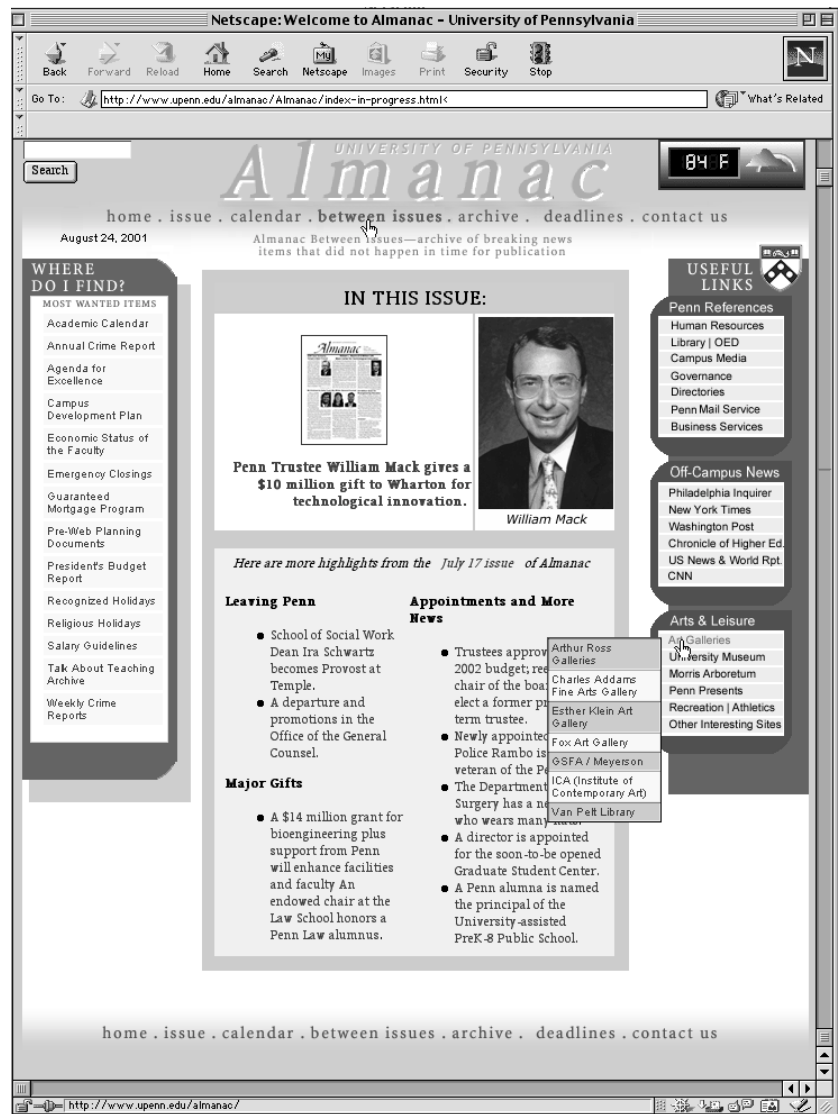 Netscape: Welcome to Almanac – University of Pennsylvania
Back Forward Reload Home Search Netscape Images Print Security Stop
My
N
Go To: http://www.upenn.edu/almanac/Almanac/index-in-progress.html< What's Related
Search
UNIVERSITY OF PENNSYLVANIA
Almanac
84 F
home . issue . calendar . between issues . archive . deadlines . contact us
August 24, 2001
Almanac Between Issues—archive of breaking news
items that did not happen in time for publication
WHERE
DO I FIND?
MOST WANTED ITEMS
Academic Calendar
Annual Crime Report
Agenda for
Excellence
Campus
Development Plan
Economic Status of
the Faculty
Emergency Closings
Guaranteed
Mortgage Program
Pre-Web Planning
Documents
President's Budget
Report
Recognized Holidays
Religious Holidays
Salary Guidelines
Talk About Teaching
Archive
Weekly Crime
Reports
IN THIS ISSUE:
Almanac
Penn Trustee William Mack gives a
$10 million gift to Wharton for
technological innovation.
William Mack
Here are more highlights from the July 17 issue of Almanac
Leaving Penn
• School of Social Work
Dean Ira Schwartz
becomes Provost at
Temple.
• A departure and
promotions in the
Office of the General
Counsel.
Major Gifts
• A $14 million grant for
bioengineering plus
support from Penn
will enhance facilities
and faculty An
endowed chair at the
Law School honors a
Penn Law alumnus.
Appointments and More
News
• Trustees approv
2002 budget; ree
chair of the boa
elect a former pr
term trustee.
• Newly appointed
Police Rambo is
veteran of the Pe
• The Department
Surgery has a ne
who wears many
• A director is appointed
for the soon-to-be opened
Graduate Student Center.
• A Penn alumna is named
the principal of the
University-assisted
PreK-8 Public School.
Arthur Ross
Galleries
Charles Addams
Fine Arts Gallery
Esther Klein Art
Gallery
Fox Art Gallery
GSFA / Meyerson
ICA (Institute of
Contemporary Art)
Van Pelt Library
USEFUL
LINKS
Penn References
Human Resources
Library | OED
Campus Media
Governance
Directories
Penn Mail Service
Business Services
Off-Campus News
Philadelphia Inquirer
New York Times
Washington Post
Chronicle of Higher Ed.
US News & World Rpt.
CNN
Arts & Leisure
Art Galleries
University Museum
Morris Arboretum
Penn Presents
Recreation | Athletics
Other Interesting Sites
home . issue . calendar . between issues . archive . deadlines . contact us
http://www.upenn.edu/almanac/